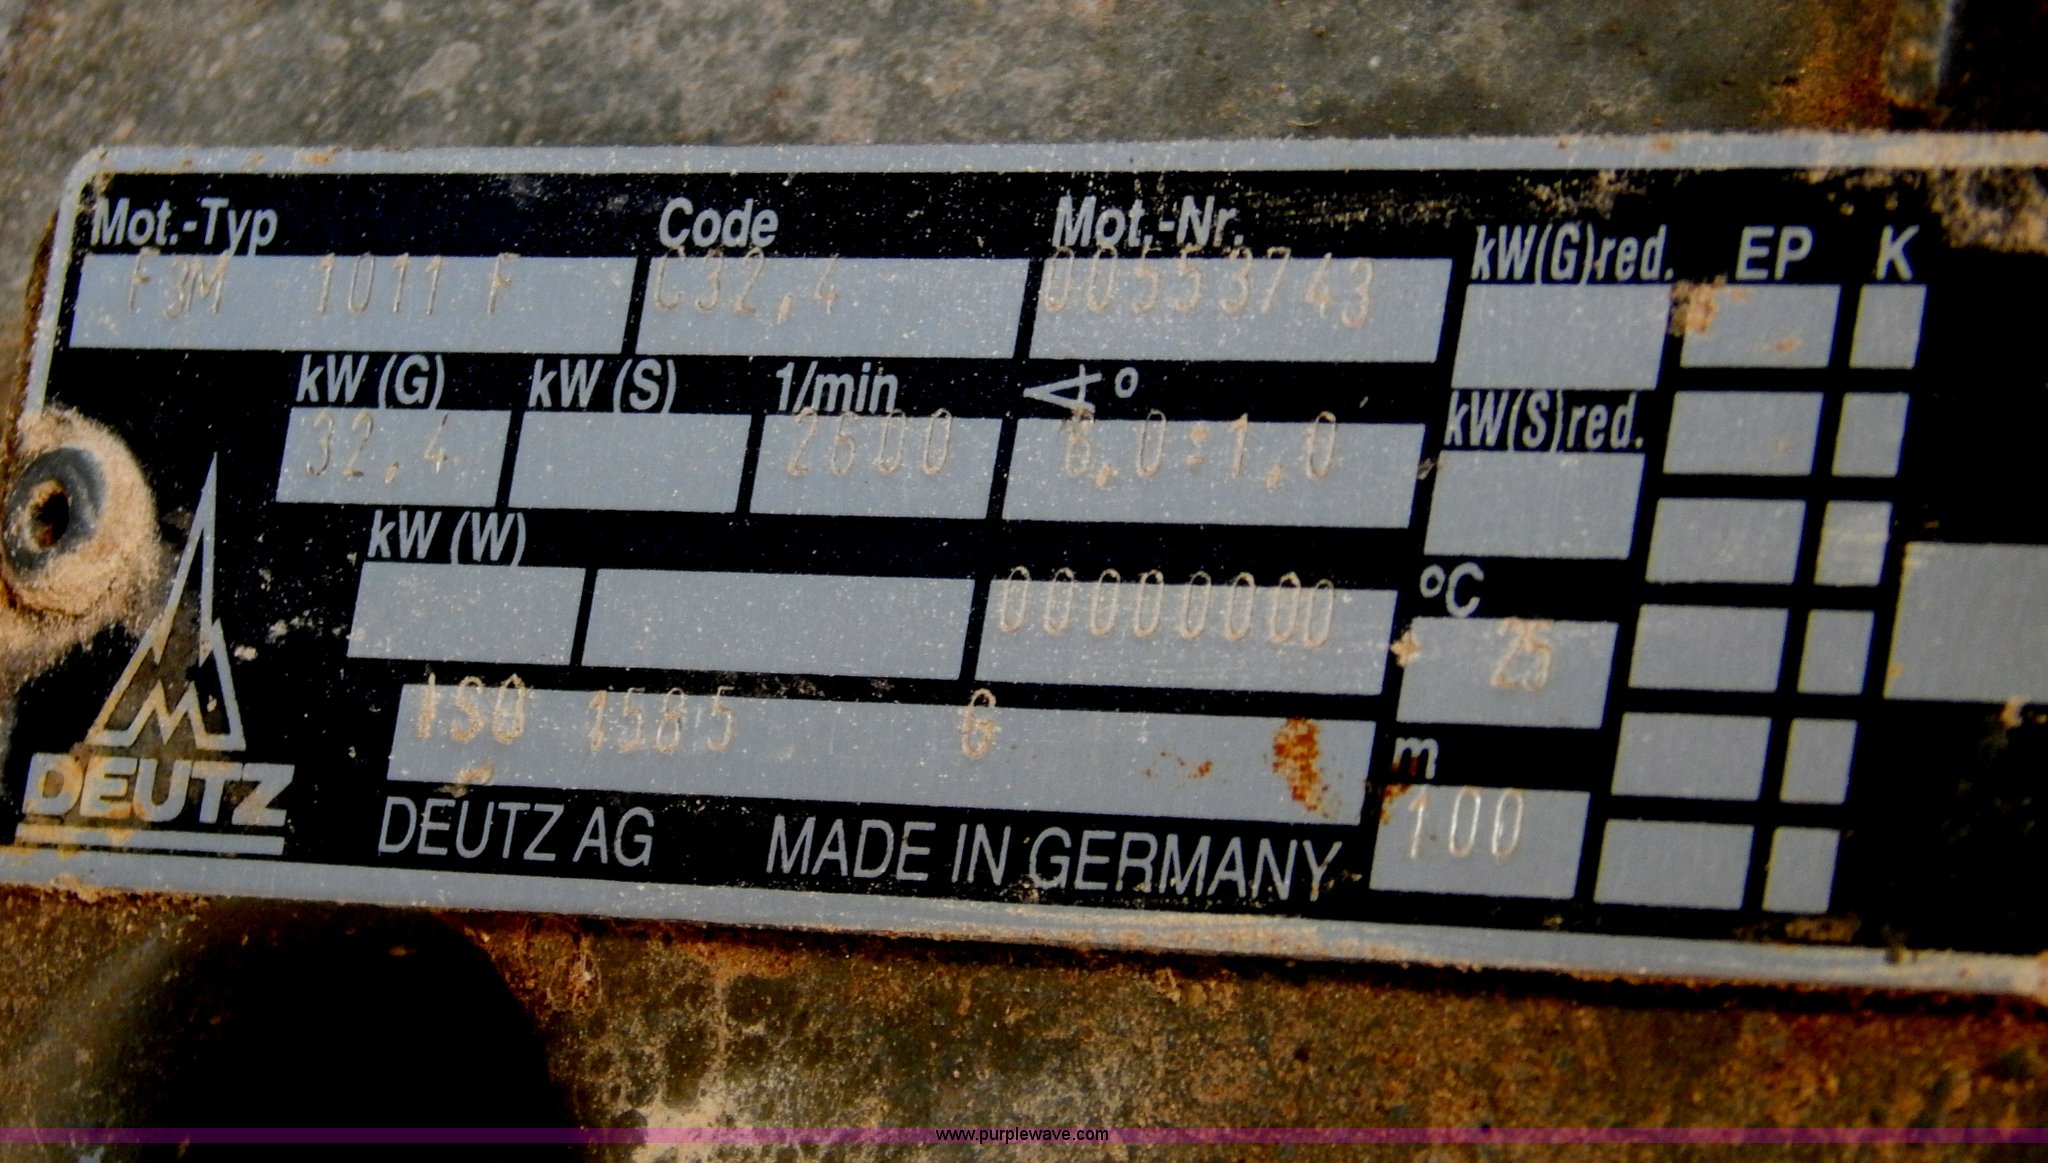 Mot.-Typ Code Mot.-Nr. kW(G)red. EP K
F3M 1011 F C32,4 00553743
kW (G) kW (S) 1/min ∢° kW(S)red.
32,4 2600 8,0±1,0
kW (W) °C
00000000 25
ISO 1585 G m
DEUTZ DEUTZ AG MADE IN GERMANY 100
www.purplewave.com